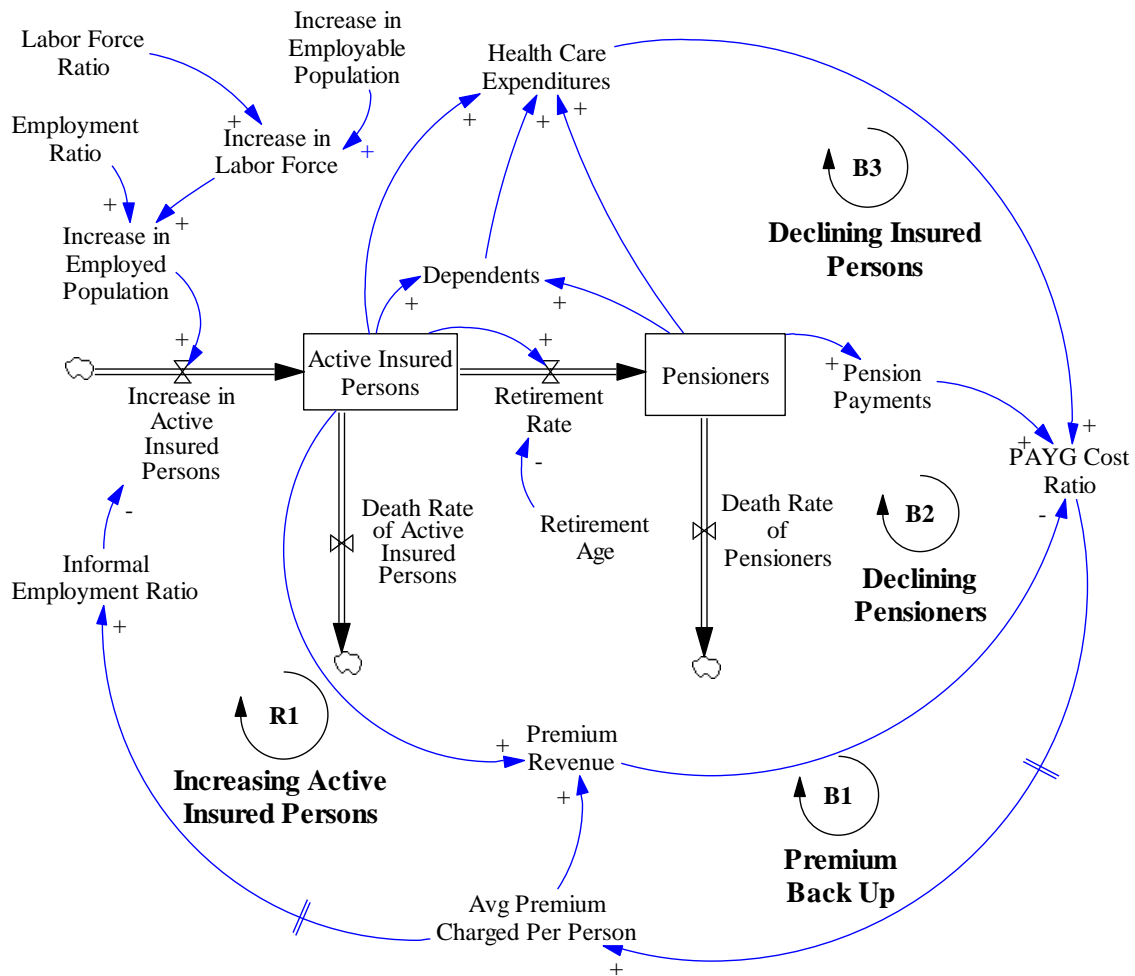 Labor Force
Ratio
Increase in
Employable
Population
Health Care
Expenditures
Employment
Ratio
+
Increase in
Labor Force
+
+
+
+
B3
Declining Insured
Persons
+
+
Increase in
Employed
Population
Dependents
+
+
+
+
Active Insured
Persons
Pensioners
+
Pension
Payments
Increase in
Active
Insured
Persons
Retirement
Rate
+
+
PAYG Cost
Ratio
-
-
-
Death Rate
of Active
Insured
Persons
Retirement
Age
Death Rate
of
Pensioners
B2
Declining
Pensioners
Informal
Employment Ratio
+
R1
Increasing Active
Insured Persons
+
Premium
Revenue
+
B1
Premium
Back Up
Avg Premium
Charged Per Person
+